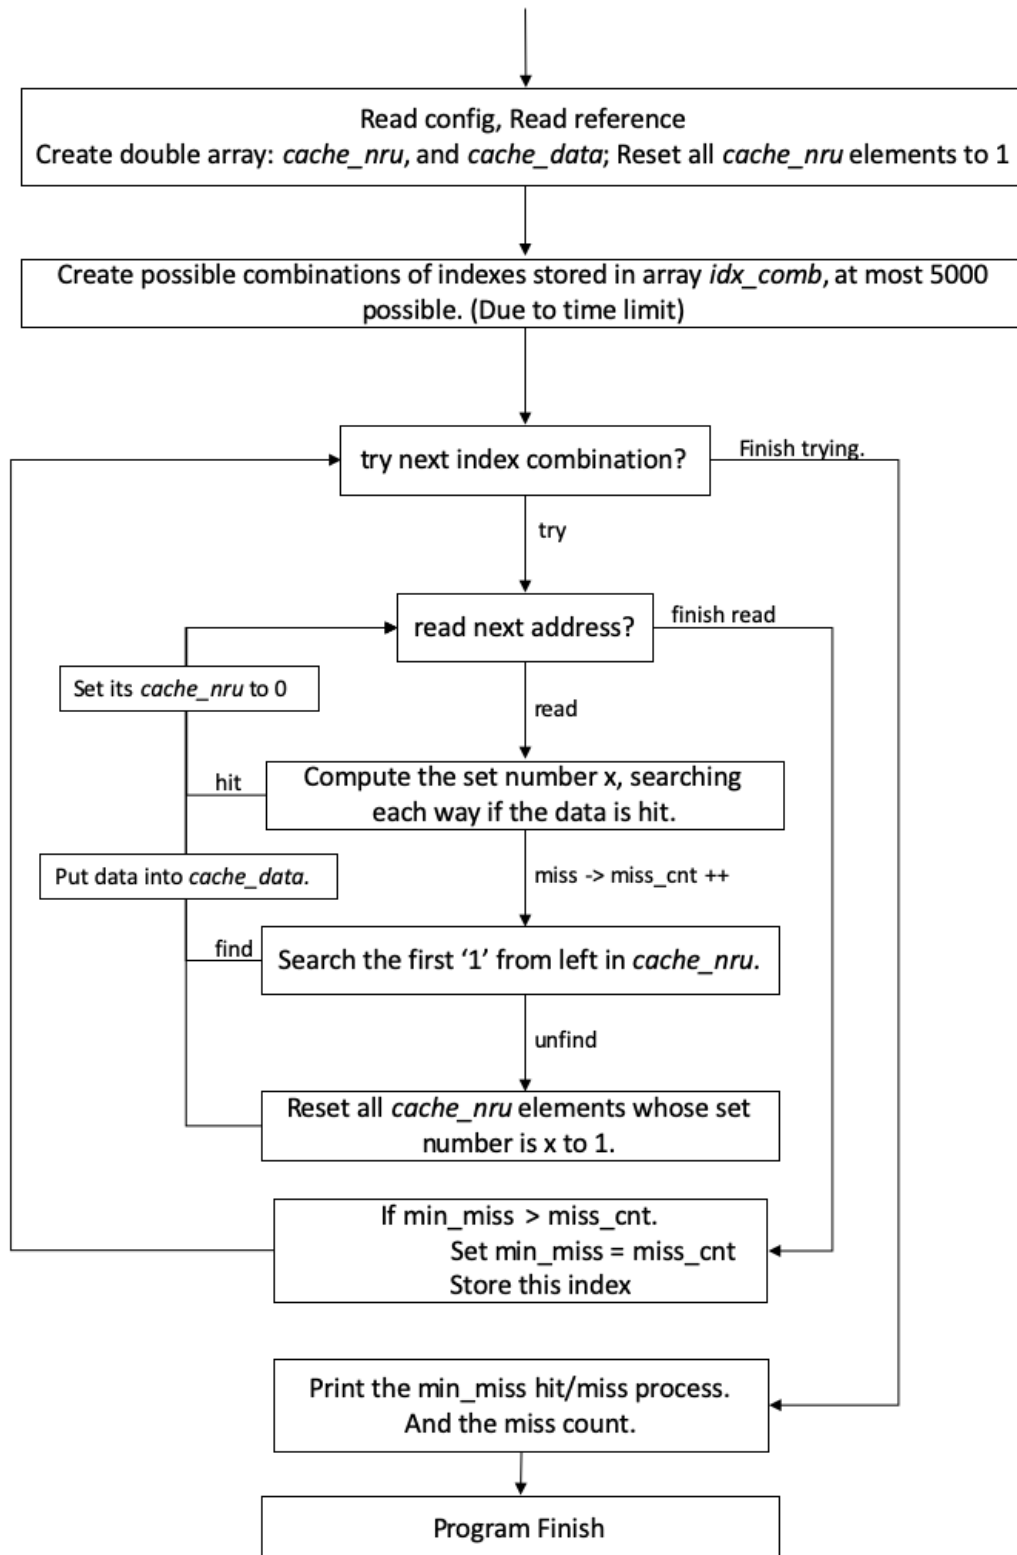 Read config, Read reference
Create double array: cache_nru, and cache_data; Reset all cache_nru elements to 1
Create possible combinations of indexes stored in array idx_comb, at most 5000
possible. (Due to time limit)
try next index combination?
Finish trying.
try
read next address?
finish read
Set its cache_nru to 0
read
hit
Compute the set number x, searching
each way if the data is hit.
Put data into cache_data.
miss -> miss_cnt ++
find
Search the first ‘1’ from left in cache_nru.
unfind
Reset all cache_nru elements whose set
number is x to 1.
If min_miss > miss_cnt.
Set min_miss = miss_cnt
Store this index
Print the min_miss hit/miss process.
And the miss count.
Program Finish